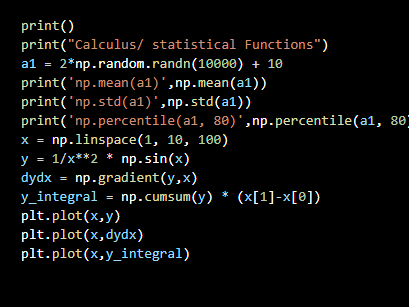 print()
print("Calculus/ statistical Functions")
a1 = 2*np.random.randn(10000) + 10
print('np.mean(a1)',np.mean(a1))
print('np.std(a1)',np.std(a1))
print('np.percentile(a1, 80)',np.percentile(a1, 80)
x = np.linspace(1, 10, 100)
y = 1/x**2 * np.sin(x)
dydx = np.gradient(y,x)
y_integral = np.cumsum(y) * (x[1]-x[0])
plt.plot(x,y)
plt.plot(x,dydx)
plt.plot(x,y_integral)